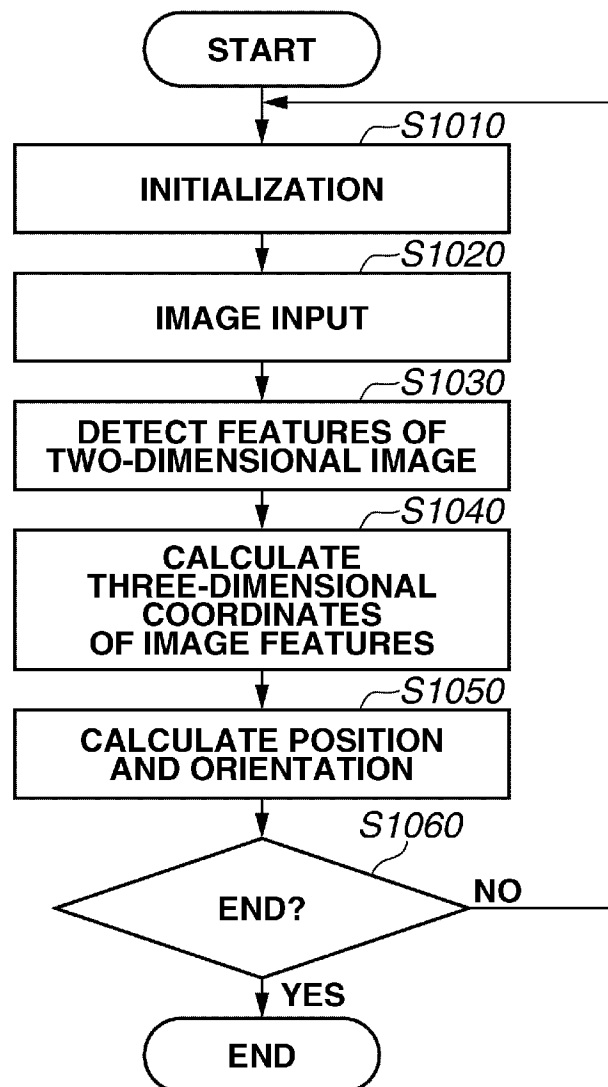 START
S1010
INITIALIZATION
S1020
IMAGE INPUT
S1030
DETECT FEATURES OF
TWO-DIMENSIONAL IMAGE
S1040
CALCULATE
THREE-DIMENSIONAL
COORDINATES
OF IMAGE FEATURES
S1050
CALCULATE POSITION
AND ORIENTATION
S1060
END?
NO
YES
END